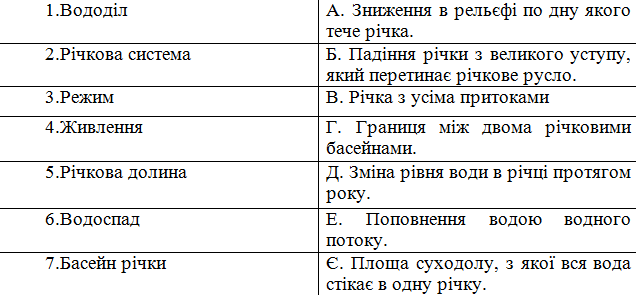 1.Вододіл
А. Зниження в рельєфі по дну якого
тече річка.
2.Річкова система
Б. Падіння річки з великого уступу,
який перетинає річкове русло.
3.Режим
В. Річка з усіма притоками
4.Живлення
Г. Границя між двома річковими
басейнами.
5.Річкова долина
Д. Зміна рівня води в річці протягом
року.
6.Водоспад
Е. Поповнення водою водного
потоку.
7.Басейн річки
Є. Площа суходолу, з якої вся вода
стікає в одну річку.